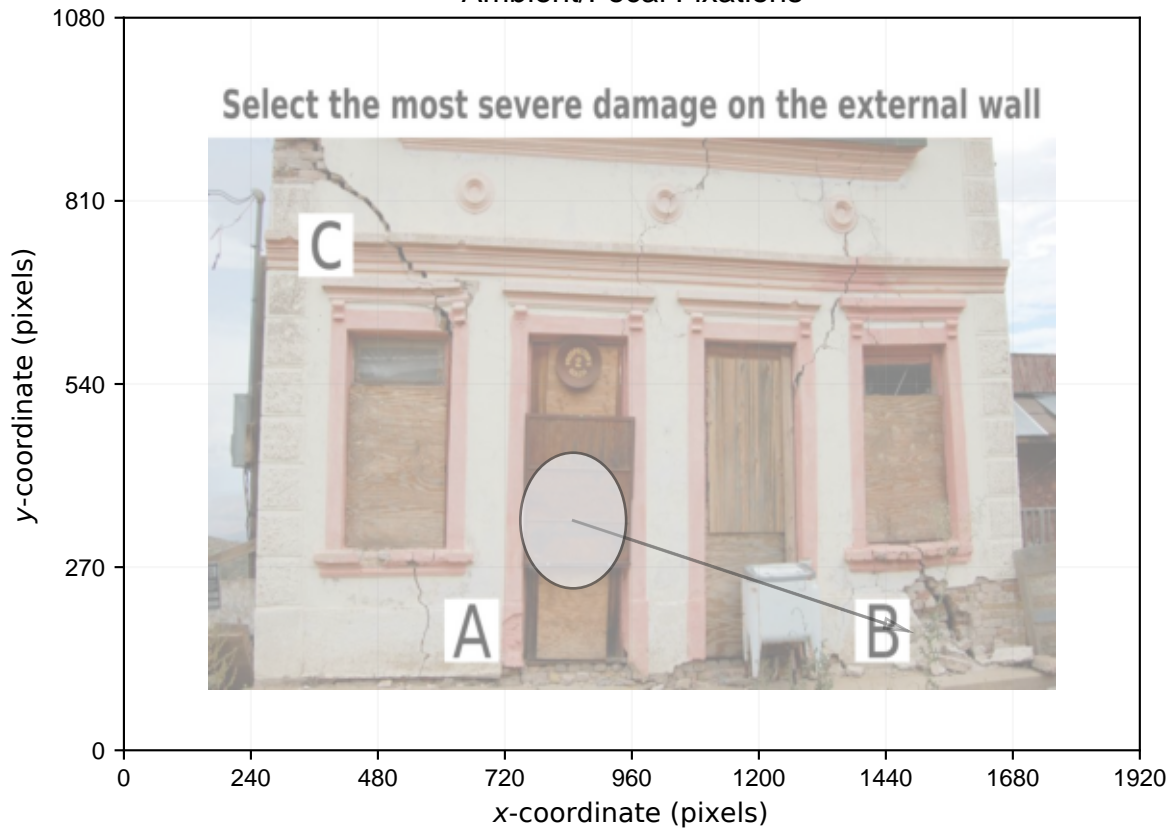 Ambient/Focal Fixations
1080
Select the most severe damage on the external wall
810
C
540
270
A
B
0
0 240 480 720 960 1200 1440 1680 1920
x-coordinate (pixels)
y-coordinate (pixels)